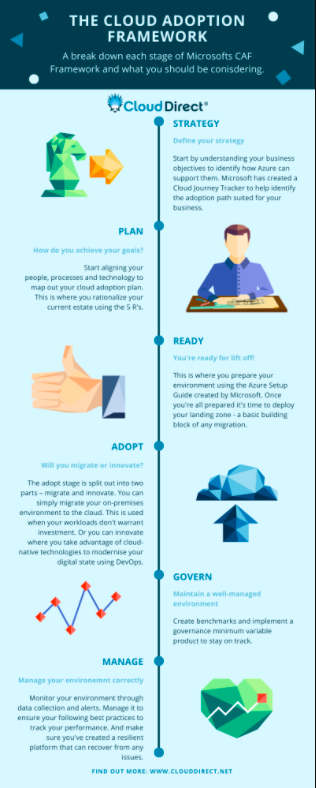 THE CLOUD ADOPTION
FRAMEWORK
A break down each stage of Microsofts CAF
Framework and what you should be conisdering.
CloudDirect®
STRATEGY
Define your strategy
Start by understanding your business
objectives to identify how Azure can
support them. Microsoft has created a
Cloud Journey Tracker to help identify
the adoption path suited for your
business.
PLAN
How do you achieve your goals?
Start aligning your
people, processes and technology to
map out your cloud adoption plan.
This is where you rationalize your
current estate using the 5 R's.
READY
You're ready for lift off!
This is where you prepare your
environment using the Azure Setup
Guide created by Microsoft. Once
you're all prepared it's time to deploy
your landing zone - a basic building
block of any migration.
ADOPT
Will you migrate or innovate?
The adopt stage is split out into two
parts – migrate and innovate. You can
simply migrate your on-premises
environment to the cloud. This is used
when your workloads don't warrant
investment. Or you can innovate
where you take advantage of cloud-
native technologies to modernise your
digital state using DevOps.
GOVERN
Maintain a well-managed
environment
Create benchmarks and implement a
governance minimum variable
product to stay on track.
MANAGE
Manage your environemnt correctly
Monitor your environment through
data collection and alerts. Manage it to
ensure your following best practices to
track your performance. And make
sure you've created a resilient
platform that can recover from any
issues.
FIND OUT MORE: WWW.CLOUDDIRECT.NET